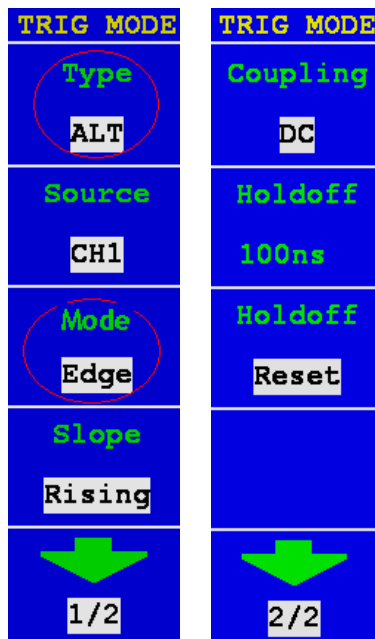 TRIG MODE
Type
ALT
Source
CH1
Mode
Edge
Slope
Rising
1/2
TRIG MODE
Coupling
DC
Holdoff
100ns
Holdoff
Reset
2/2